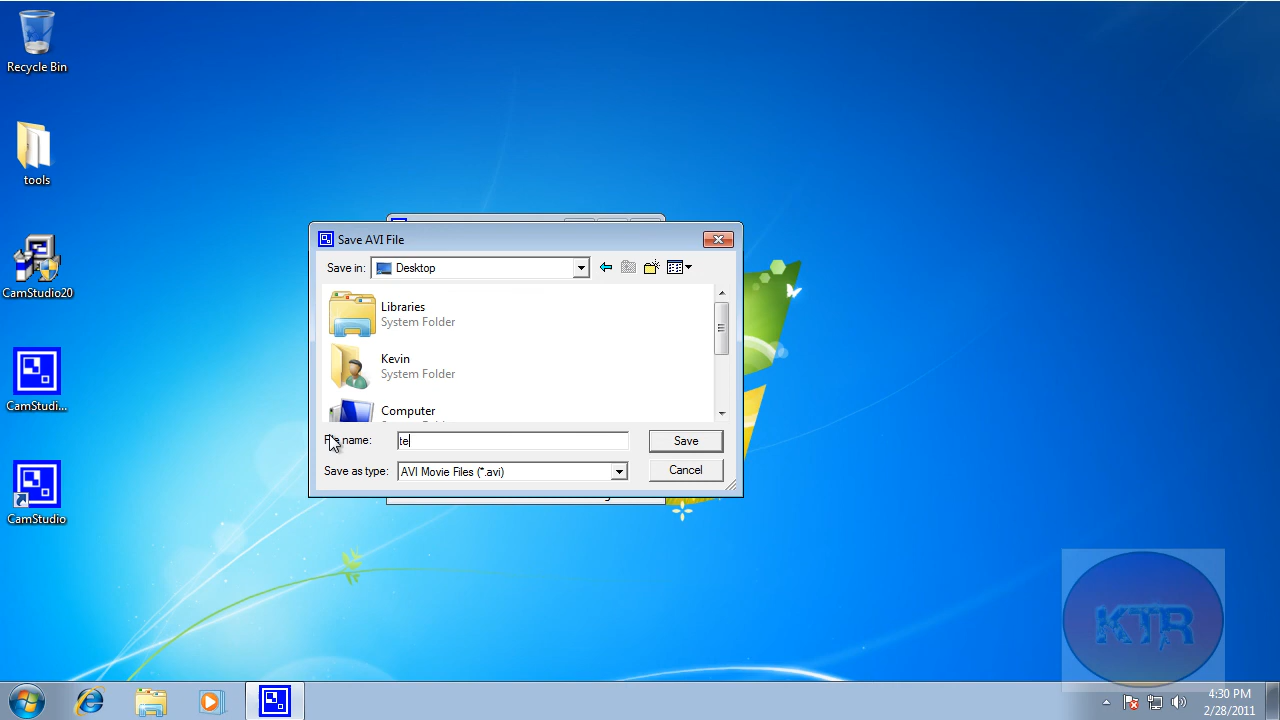 Recycle Bin
tools
CamStudio20
CamStudi...
CamStudio
Save AVI File
Save in:
Desktop
Libraries
System Folder
Kevin
System Folder
Computer
name:
te
Save
Save as type:
AVI Movie Files (*.avi)
Cancel
KTR
4:30 PM
2/28/2011